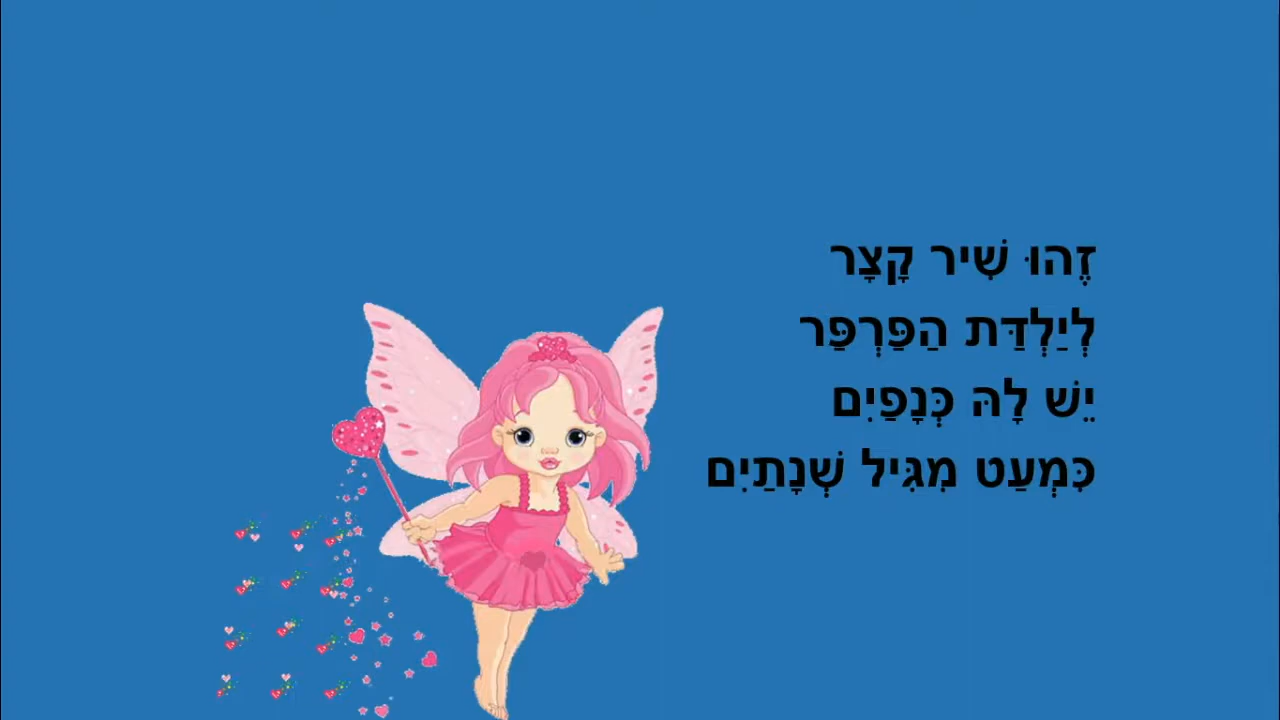 זֶהוּ שִׁיר קָצָר
לְיַלְדַּת הַפַּרְפַּר
יֵשׁ לָהּ כְּנָפַיִם
כִּמְעַט מִגִּיל שְׁנָתַיִם